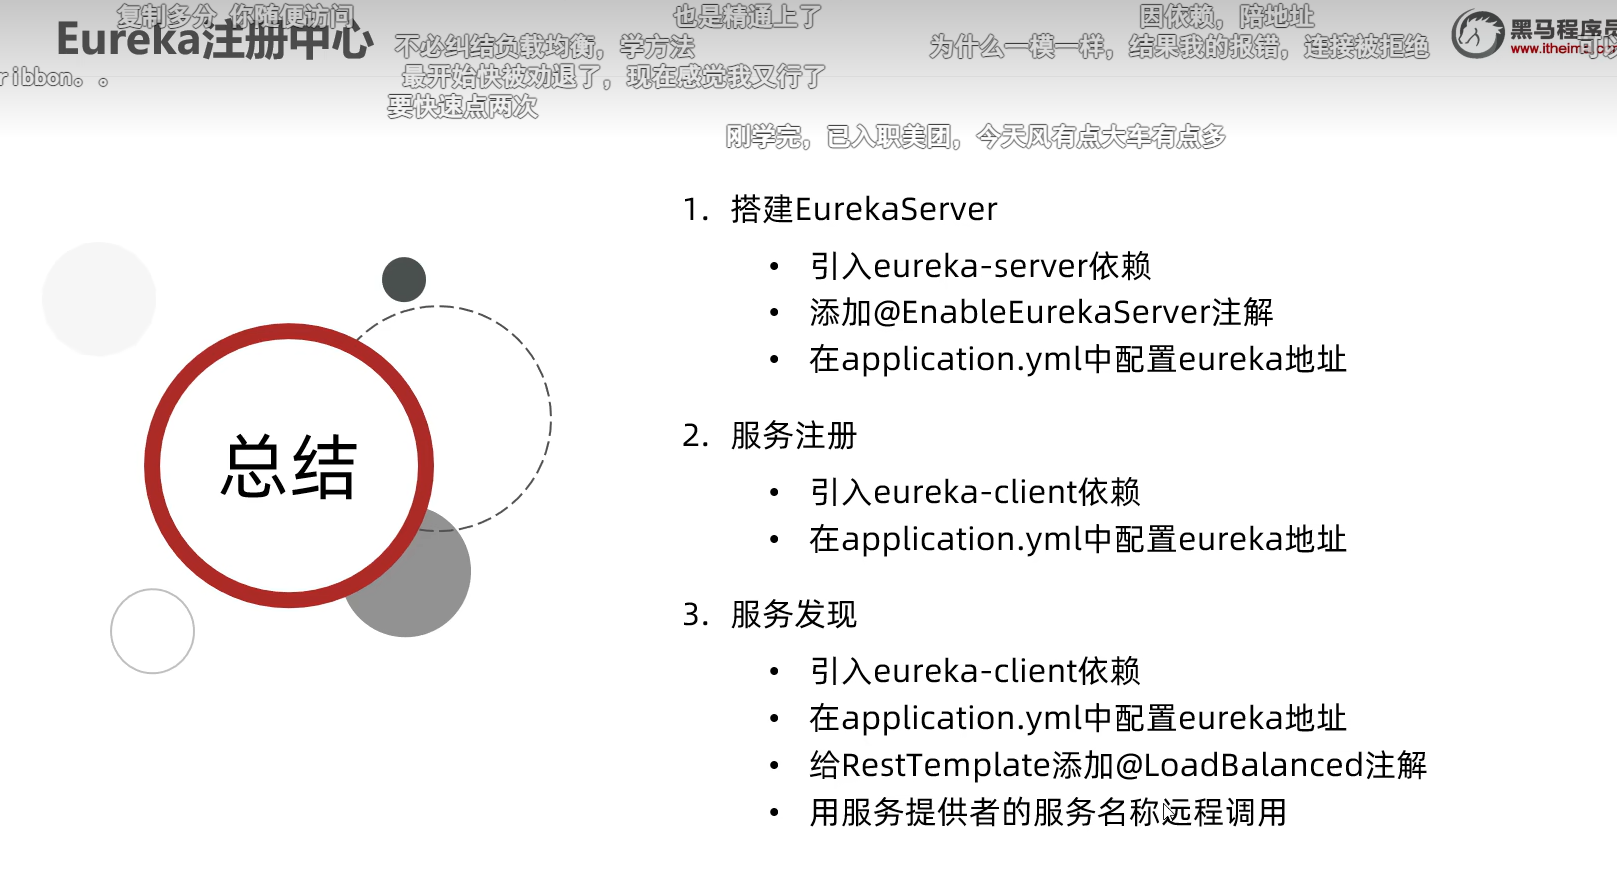 复制多分 你随便访问
也是精通上了
因依赖，陪地址
Eureka注册中心
不必纠结负载均衡，学方法
为什么一模一样，结果我的报错，连接被拒绝
黑马程序员
www.itheima.com
可以
ribbon。。
最开始快被劝退了，现在感觉我又行了
要快速点两次
刚学完，已入职美团，今天风有点大车有点多
总结
1. 搭建EurekaServer
• 引入eureka-server依赖
• 添加@EnableEurekaServer注解
• 在application.yml中配置eureka地址
2. 服务注册
• 引入eureka-client依赖
• 在application.yml中配置eureka地址
3. 服务发现
• 引入eureka-client依赖
• 在application.yml中配置eureka地址
• 给RestTemplate添加@LoadBalanced注解
• 用服务提供者的服务名称远程调用